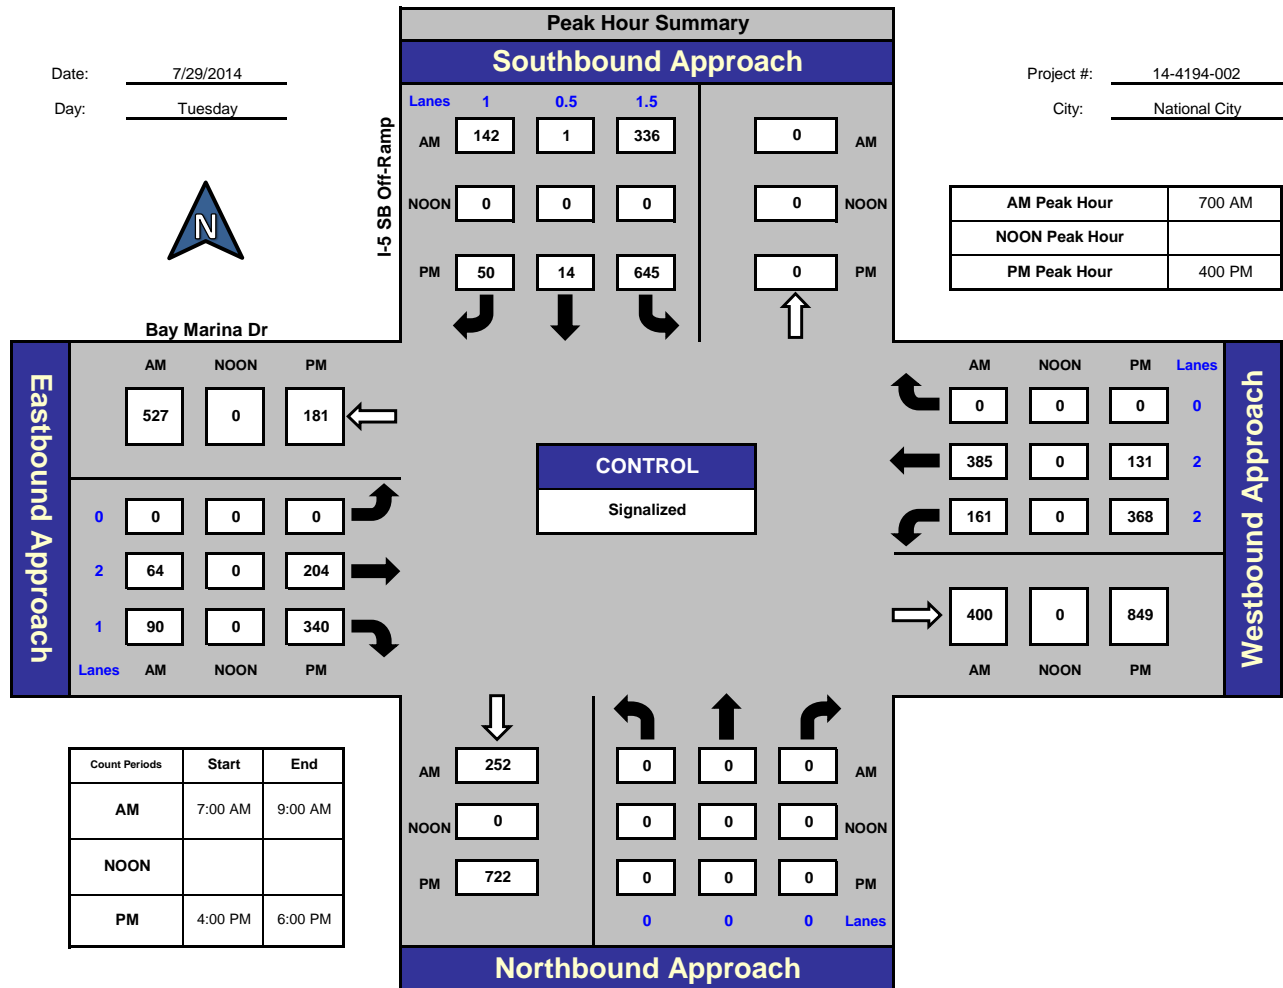 Peak Hour Summary
Southbound Approach
Date: 7/29/2014
Day: Tuesday
Project #: 14-4194-002
City: National City
N
I-5 SB Off-Ramp
Lanes 1 0.5 1.5
AM 142 1 336 0 AM
NOON 0 0 0 0 NOON
PM 50 14 645 0 PM
AM Peak Hour 700 AM
NOON Peak Hour
PM Peak Hour 400 PM
Bay Marina Dr
Eastbound Approach
AM NOON PM
527 0 181
0 0 0 0
2 64 0 204
1 90 0 340
Lanes AM NOON PM
CONTROL
Signalized
AM NOON PM Lanes
0 0 0 0
385 0 131 2
161 0 368 2
400 0 849
AM NOON PM
Westbound Approach
Count Periods Start End
AM 7:00 AM 9:00 AM
NOON
PM 4:00 PM 6:00 PM
AM 252 0 0 0 AM
NOON 0 0 0 0 NOON
PM 722 0 0 0 PM
0 0 0 Lanes
Northbound Approach